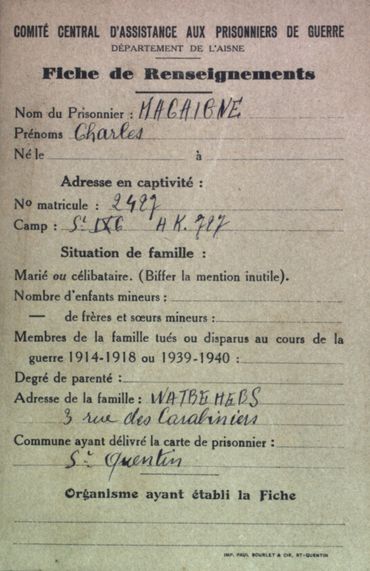 COMITÉ CENTRAL D'ASSISTANCE AUX PRISONNIERS DE GUERRE
DÉPARTEMENT DE L'AISNE
Fiche de Renseignements
Nom du Prisonnier : MACAIGNE
Prénoms Charles
Né le à
Adresse en captivité :
No matricule : 2427
Camp : St IXC AK. 727
Situation de famille :
Marié ou célibataire. (Biffer la mention inutile).
Nombre d'enfants mineurs :
— de frères et sœurs mineurs :
Membres de la famille tués ou disparus au cours de la
guerre 1914-1918 ou 1939-1940 :
Degré de parenté :
Adresse de la famille :
3 rue des Carabiniers
Commune ayant délivré la carte de prisonnier :
St Quentin
Organisme ayant établi la Fiche
IMP. PAUL BOURLET & CIE, ST-QUENTIN